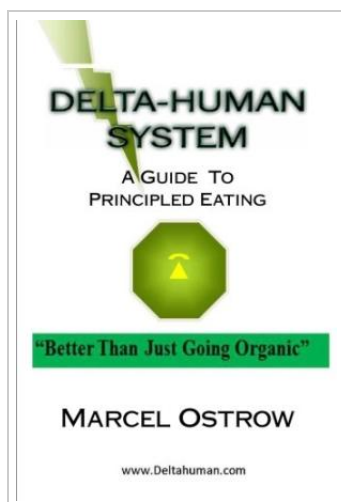 DELTA-HUMAN
SYSTEM
A GUIDE TO
PRINCIPLED EATING
“Better Than Just Going Organic”
MARCEL OSTROW
www.Deltahuman.com